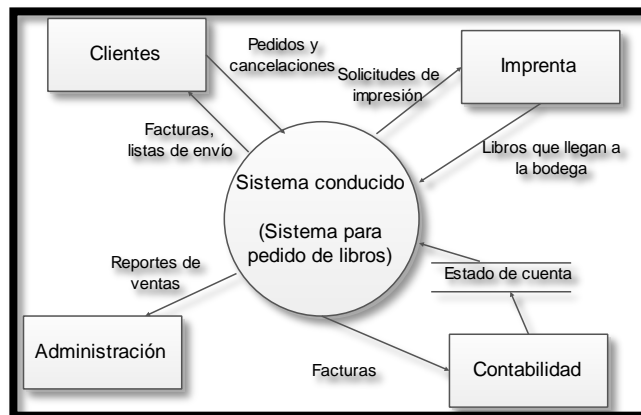 Clientes
Pedidos y
cancelaciones
Solicitudes de
impresión
Imprenta
Facturas,
listas de envío
Libros que llegan a
la bodega
Sistema conducido
(Sistema para
pedido de libros)
Reportes de
ventas
Estado de cuenta
Administración
Facturas
Contabilidad